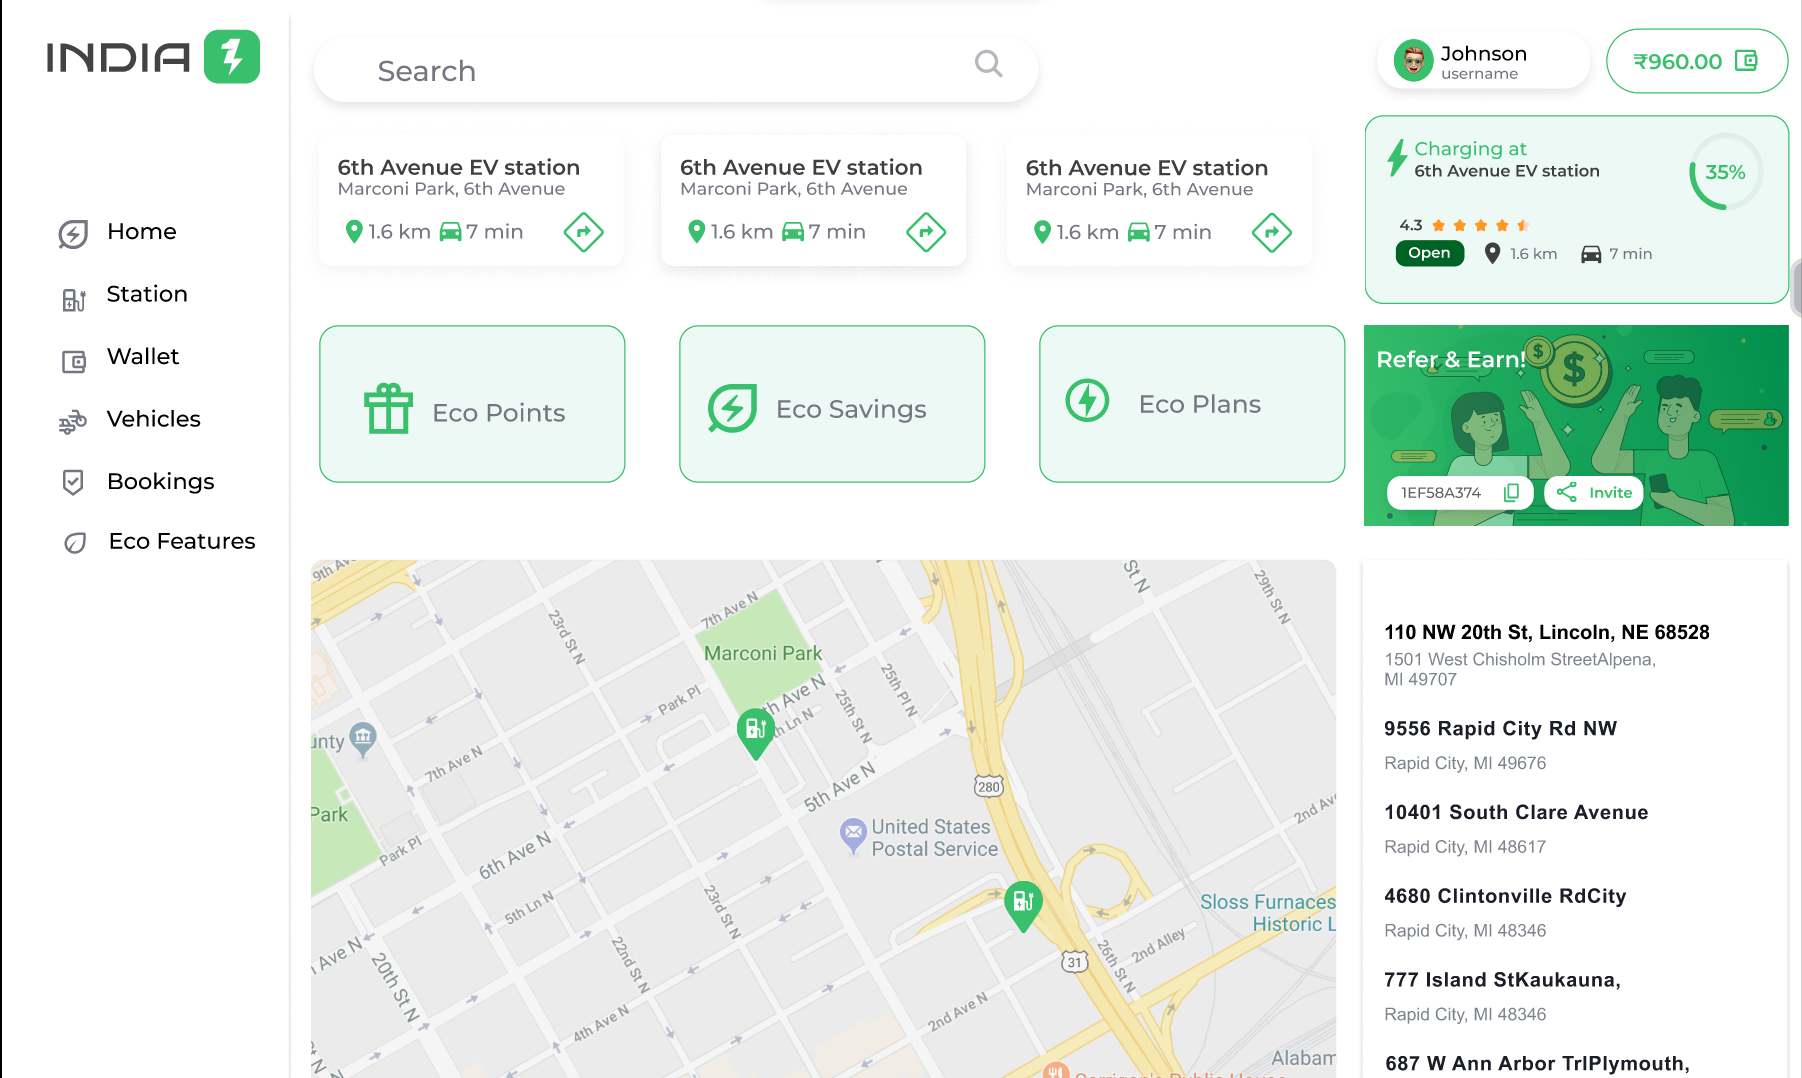 INDIA
Search
Johnson
username
₹960.00
Home
Station
Wallet
Vehicles
Bookings
Eco Features
6th Avenue EV station
Marconi Park, 6th Avenue
1.6 km 7 min
6th Avenue EV station
Marconi Park, 6th Avenue
1.6 km 7 min
6th Avenue EV station
Marconi Park, 6th Avenue
1.6 km 7 min
Charging at
6th Avenue EV station
35%
4.3
Open 1.6 km 7 min
Eco Points
Eco Savings
Eco Plans
Refer & Earn!
$ $
1EF58A374
Invite
9th Av
7th Ave N
St N
29th St N
23rd St N
Marconi Park
Park Pl
th Ave N
25th Pl N
25th St N
th Ln N
unty
7th Ave N
5th Ave N
280
2nd Av
Park
Park Pl
6th Ave N
United States
Postal Service
5th Ln N
23rd St N
Sloss Furnaces
Historic L
Ave N
20th St N
22nd St N
26th St N
2nd Alley
31
4th Ave N
2nd Ave N
St N
Alabam
110 NW 20th St, Lincoln, NE 68528
1501 West Chisholm StreetAlpena,
MI 49707
9556 Rapid City Rd NW
Rapid City, MI 49676
10401 South Clare Avenue
Rapid City, MI 48617
4680 Clintonville RdCity
Rapid City, MI 48346
777 Island StKaukauna,
Rapid City, MI 48346
687 W Ann Arbor TrlPlymouth,